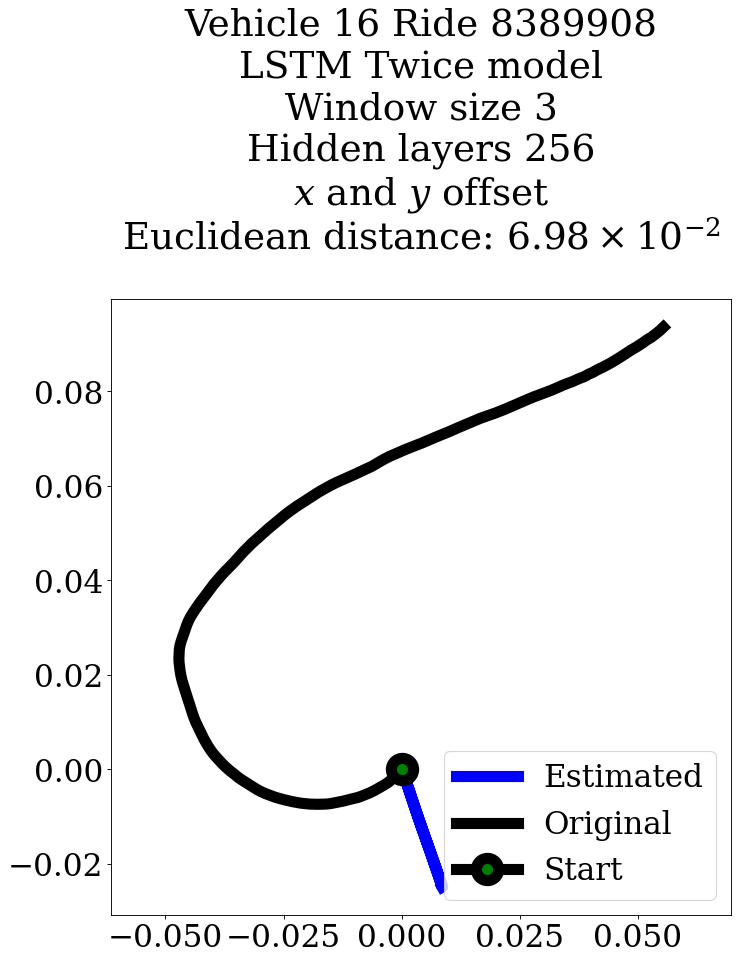 Vehicle 16 Ride 8389908
LSTM Twice model
Window size 3
Hidden layers 256
x and y offset
Euclidean distance: 6.98 × 10⁻²
0.08
0.06
0.04
0.02
0.00
−0.02
Estimated
Original
Start
−0.050 −0.025 0.000 0.025 0.050